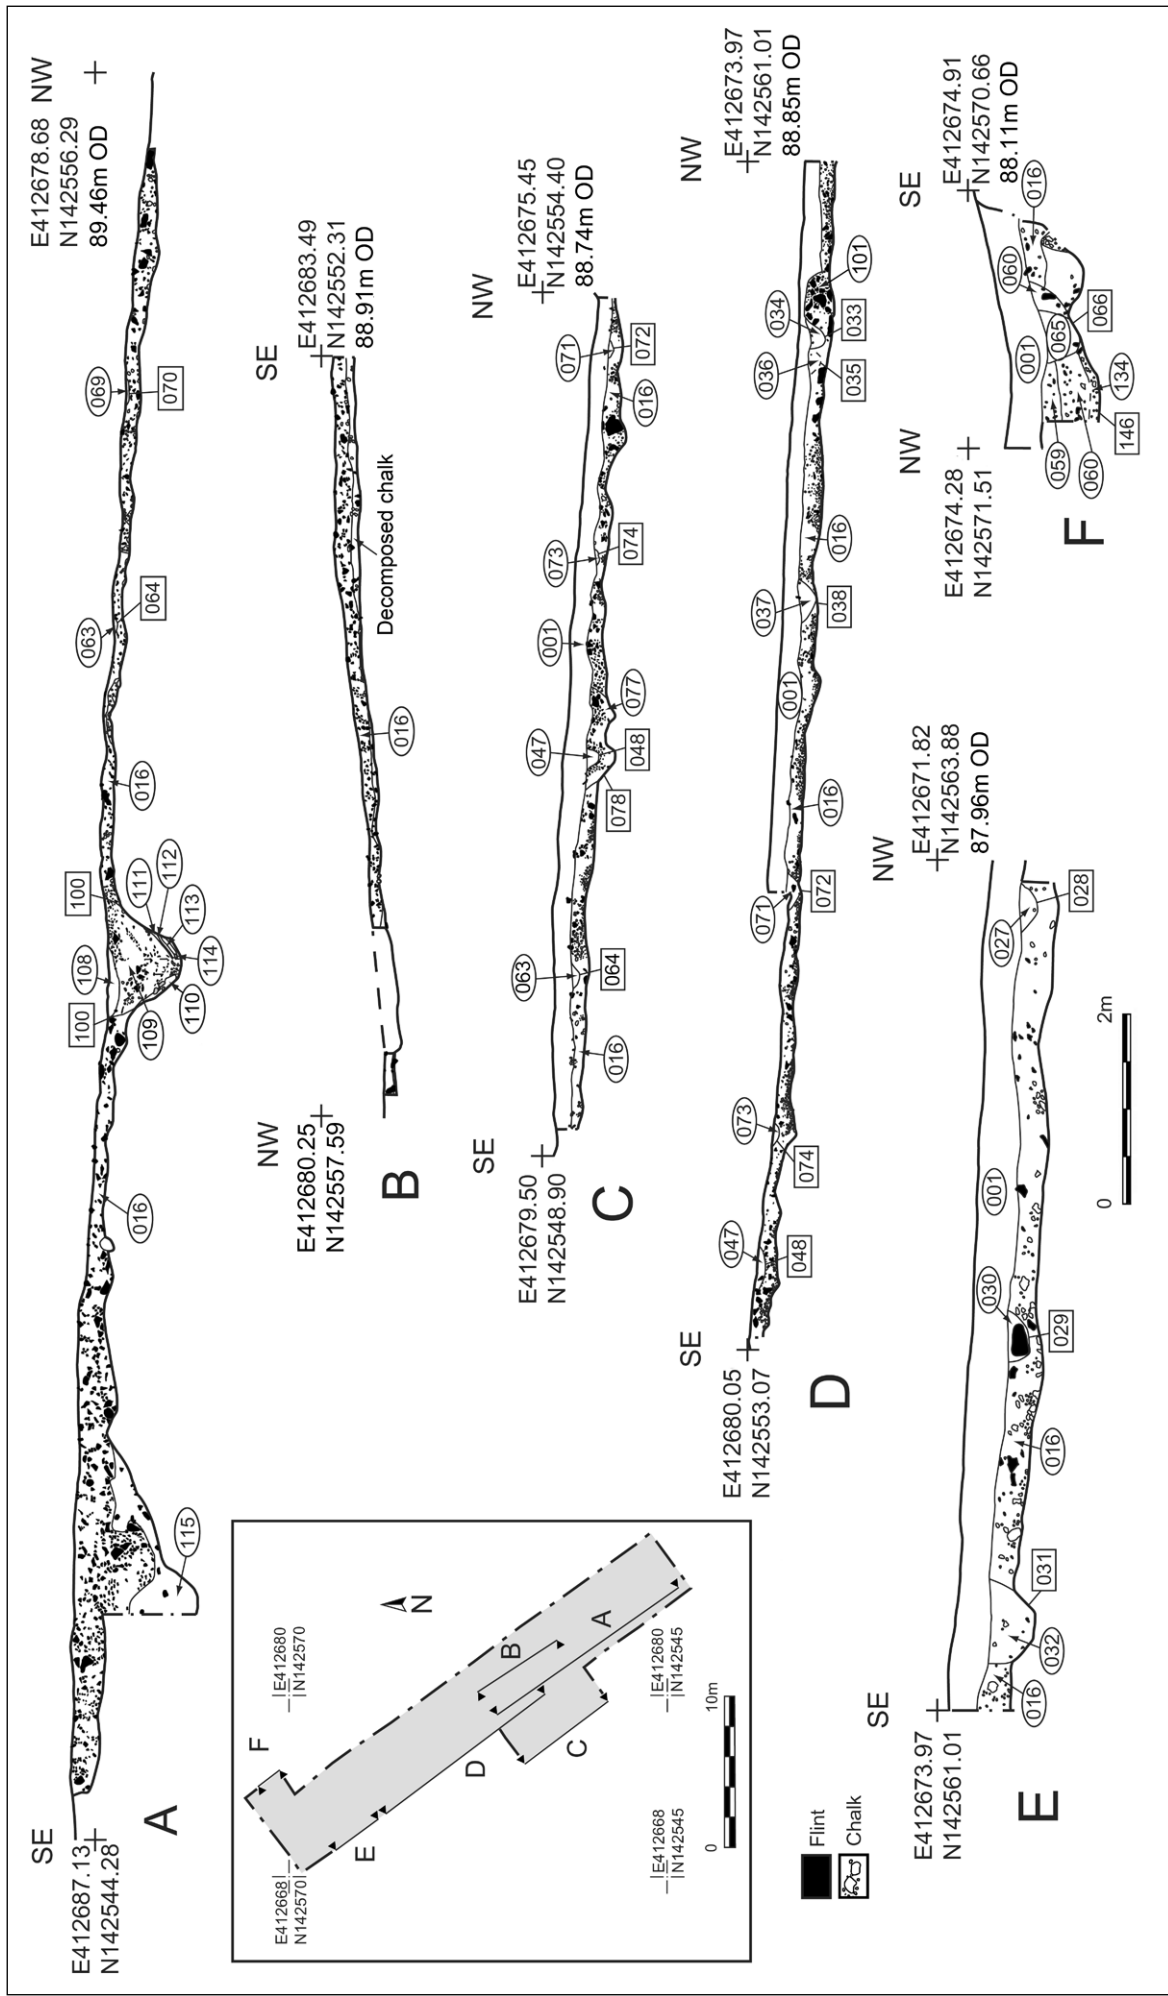 SE
E412687.13
N142544.28
A
115
016
100
109
108
110
114
113
112
111
100
016
063
064
069
070
E412678.68 NW
N142556.29
89.46m OD
NW
E412680.25
N142557.59
B
016
Decomposed chalk
SE
E412683.49
N142552.31
88.91m OD
SE
E412679.50
N142548.90
C
016
063
064
078
047
048
077
001
073
074
016
071
072
NW
E412675.45
N142554.40
88.74m OD
SE
E412680.05
N142553.07
D
047
048
073
074
071
072
016
001
037
038
016
036
035
034
033
101
NW
E412673.97
N142561.01
88.85m OD
SE
E412673.97
N142561.01
E
016
032
031
016
029
030
001
027
028
NW
E412671.82
N142563.88
87.96m OD
0
2m
NW
E412674.28
N142571.51
F
059
060
146
134
001
065
066
060
016
SE
E412674.91
N142570.66
88.11m OD
E412668
N142570
E412680
N142570
F
N
E
D
B
A
C
E412668
N142545
E412680
N142545
0
10m
Flint
Chalk